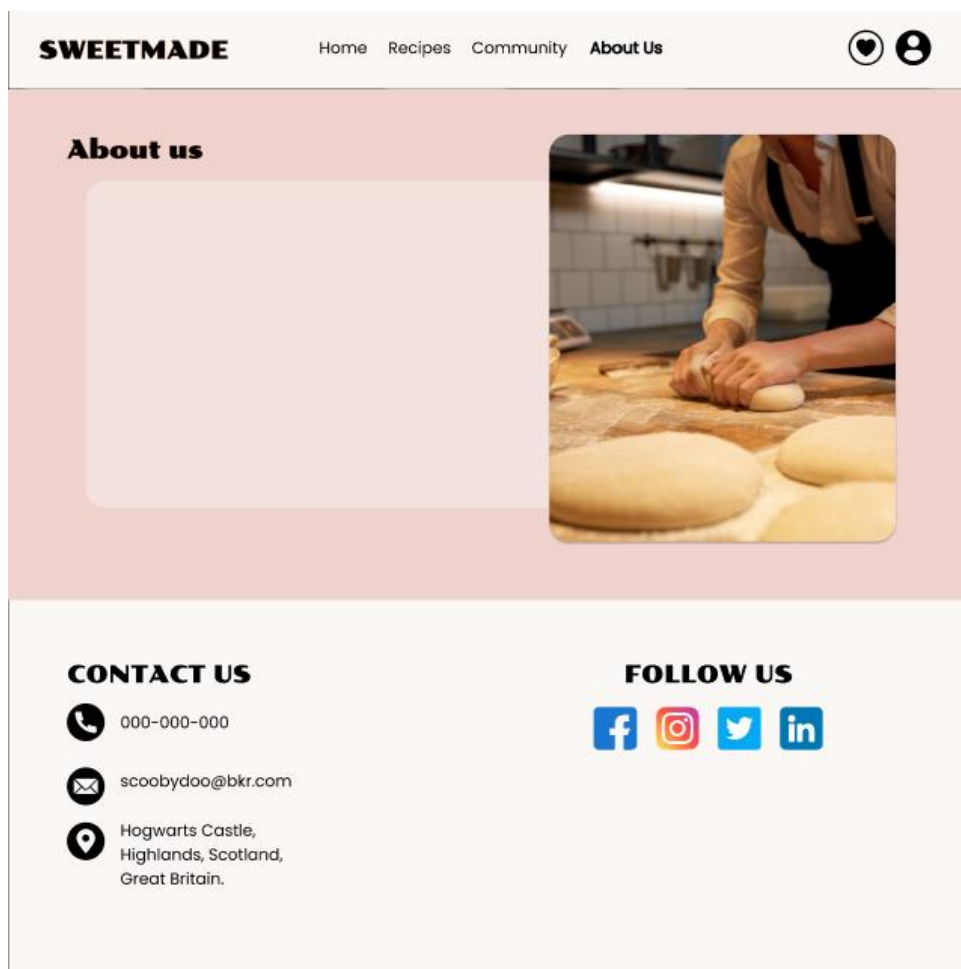 SWEETMADE
Home Recipes Community About Us
About us
CONTACT US
000-000-000
scoobydoo@bkr.com
Hogwarts Castle,
Highlands, Scotland,
Great Britain.
FOLLOW US
f
in